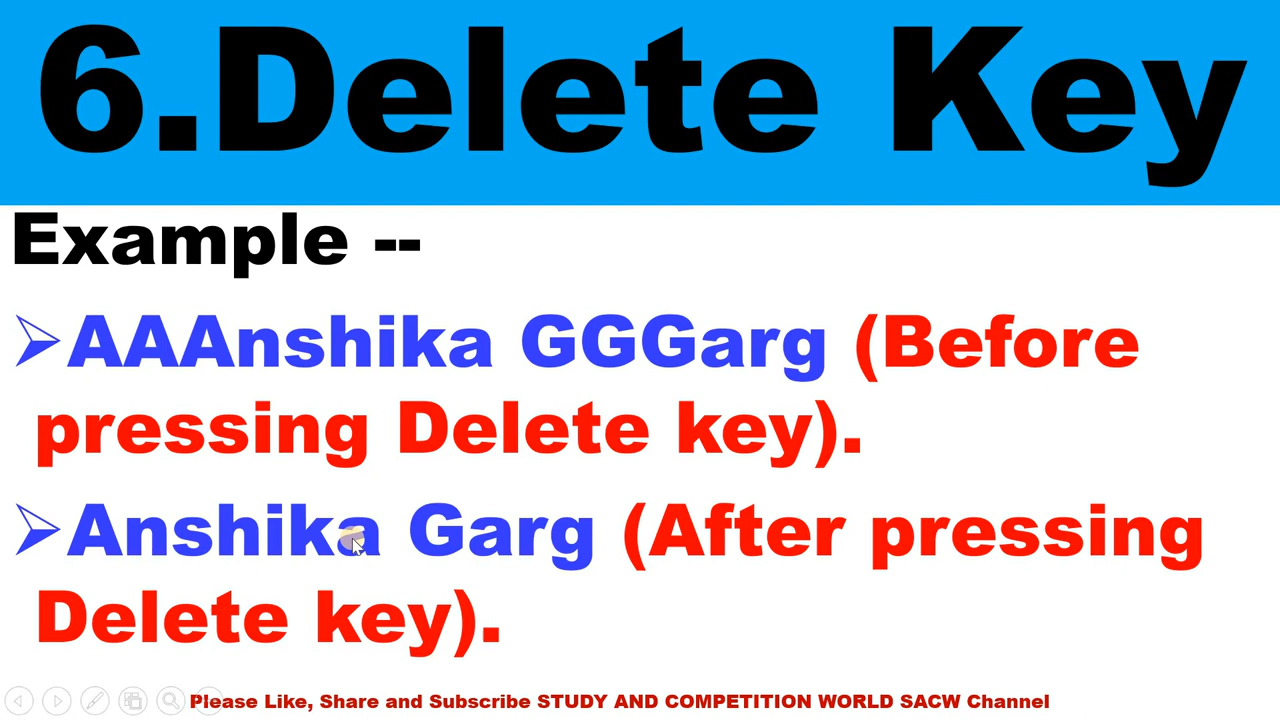 6.Delete Key
Example --
➢AAAnshika GGGarg (Before
pressing Delete key).
➢Anshika Garg (After pressing
Delete key).
Please Like, Share and Subscribe STUDY AND COMPETITION WORLD SACW Channel